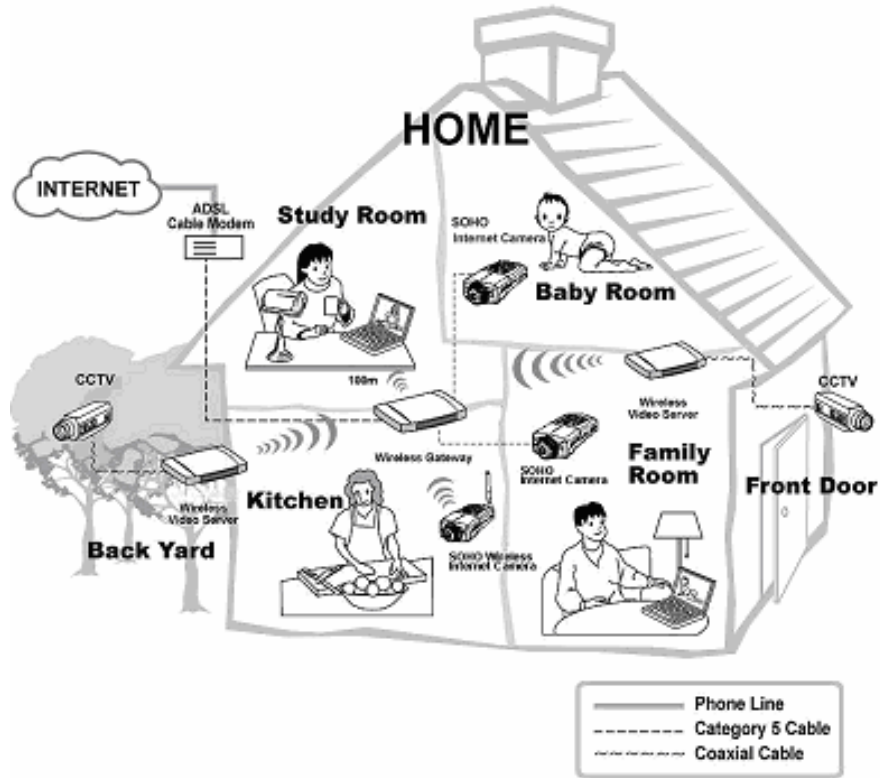 HOME
INTERNET
ADSL
Cable Modem
Study Room
SOHO
Internet Camera
Baby Room
CCTV
100m
Wireless
Video Server
CCTV
Wireless Gateway
SOHO
Internet Camera
Family
Room
Front Door
Kitchen
Wireless
Video Server
Back Yard
SOHO Wireless
Internet Camera
Phone Line
Category 5 Cable
Coaxial Cable